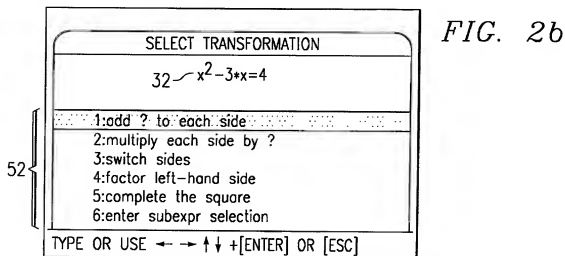 FIG. 2b
SELECT TRANSFORMATION
32 x²-3*x=4
52
1:add ? to each side
2:multiply each side by ?
3:switch sides
4:factor left-hand side
5:complete the square
6:enter subexpr selection
TYPE OR USE ← → ↑ ↓ +[ENTER] OR [ESC]